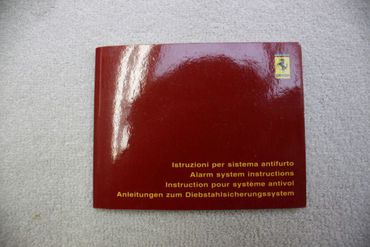 Istruzioni per sistema antifurto
Alarm system instructions
Instruction pour système antivol
Anleitungen zum Diebstahlsicherungssystem